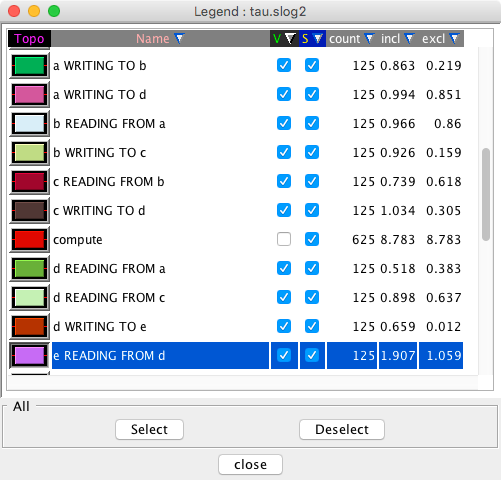 Legend : tau.slog2
Topo Name V S count incl excl
a WRITING TO b 125 0.863 0.219
a WRITING TO d 125 0.994 0.851
b READING FROM a 125 0.966 0.86
b WRITING TO c 125 0.926 0.159
c READING FROM b 125 0.739 0.618
c WRITING TO d 125 1.034 0.305
compute 625 8.783 8.783
d READING FROM a 125 0.518 0.383
d READING FROM c 125 0.898 0.637
d WRITING TO e 125 0.659 0.012
e READING FROM d 125 1.907 1.059
All
Select Deselect
close